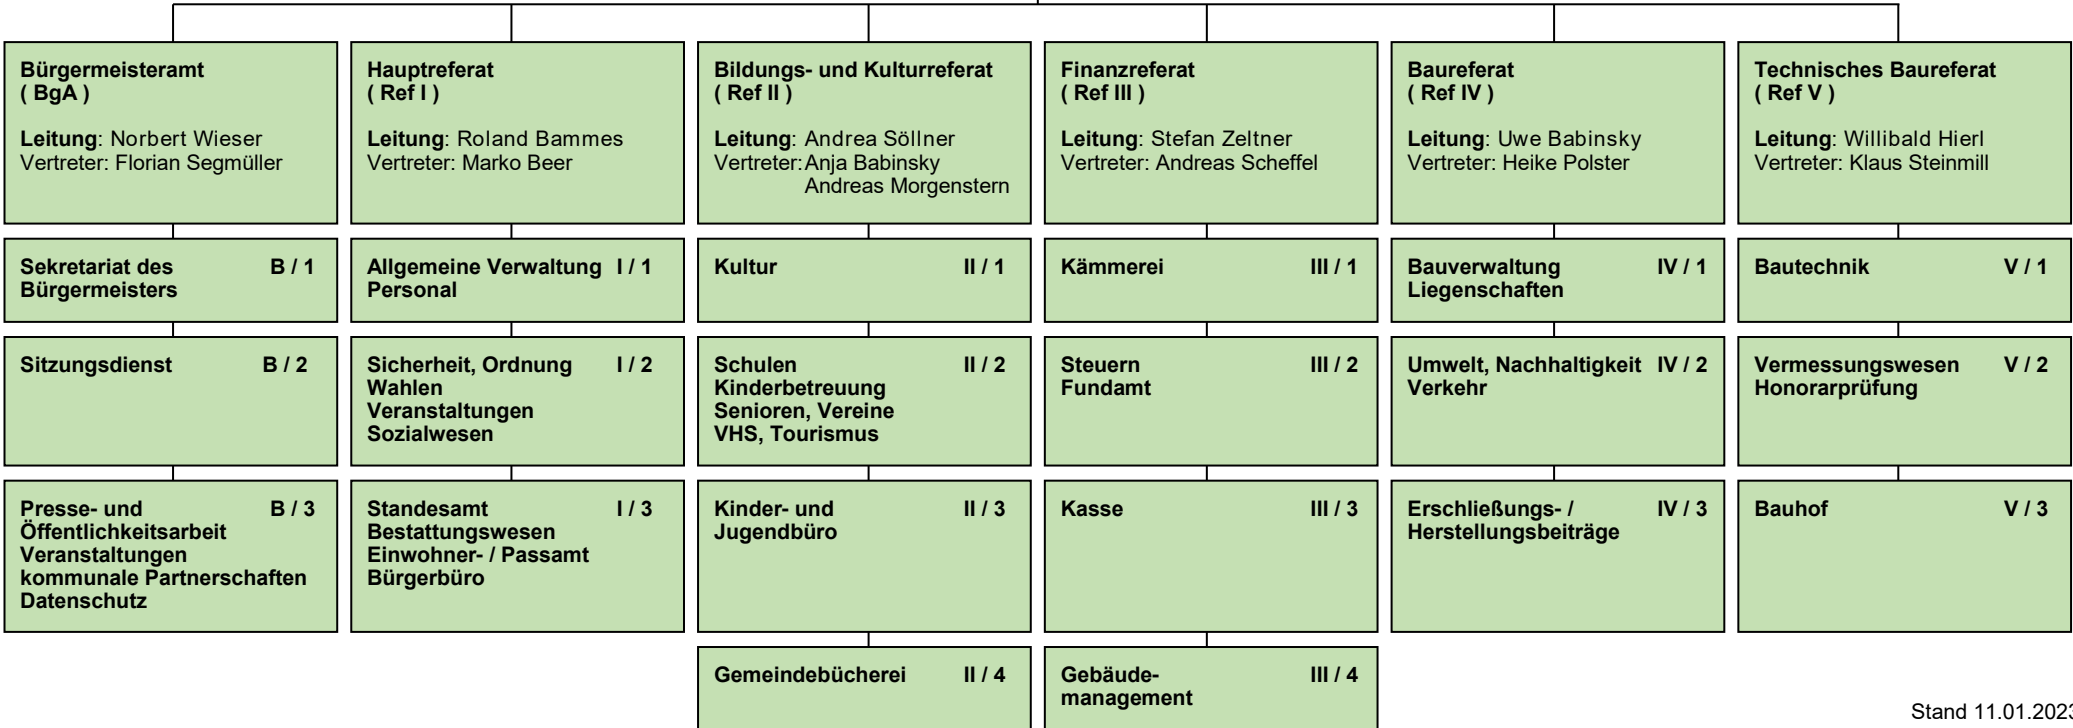 Bürgermeisteramt
( BgA )
Leitung: Norbert Wieser
Vertreter: Florian Segmüller
Hauptreferat
( Ref I )
Leitung: Roland Bammes
Vertreter: Marko Beer
Bildungs- und Kulturreferat
( Ref II )
Leitung: Andrea Söllner
Vertreter:Anja Babinsky
Andreas Morgenstern
Finanzreferat
( Ref III )
Leitung: Stefan Zeltner
Vertreter: Andreas Scheffel
Baureferat
( Ref IV )
Leitung: Uwe Babinsky
Vertreter: Heike Polster
Technisches Baureferat
( Ref V )
Leitung: Willibald Hierl
Vertreter: Klaus Steinmill
Sekretariat des B / 1
Bürgermeisters
Allgemeine Verwaltung I / 1
Personal
Kultur II / 1
Kämmerei III / 1
Bauverwaltung IV / 1
Liegenschaften
Bautechnik V / 1
Sitzungsdienst B / 2
Sicherheit, Ordnung I / 2
Wahlen
Veranstaltungen
Sozialwesen
Schulen II / 2
Kinderbetreuung
Senioren, Vereine
VHS, Tourismus
Steuern III / 2
Fundamt
Umwelt, Nachhaltigkeit IV / 2
Verkehr
Vermessungswesen V / 2
Honorarprüfung
Presse- und B / 3
Öffentlichkeitsarbeit
Veranstaltungen
kommunale Partnerschaften
Datenschutz
Standesamt I / 3
Bestattungswesen
Einwohner- / Passamt
Bürgerbüro
Kinder- und II / 3
Jugendbüro
Kasse III / 3
Erschließungs- / IV / 3
Herstellungsbeiträge
Bauhof V / 3
Gemeindebücherei II / 4
Gebäude- III / 4
management
Stand 11.01.2023